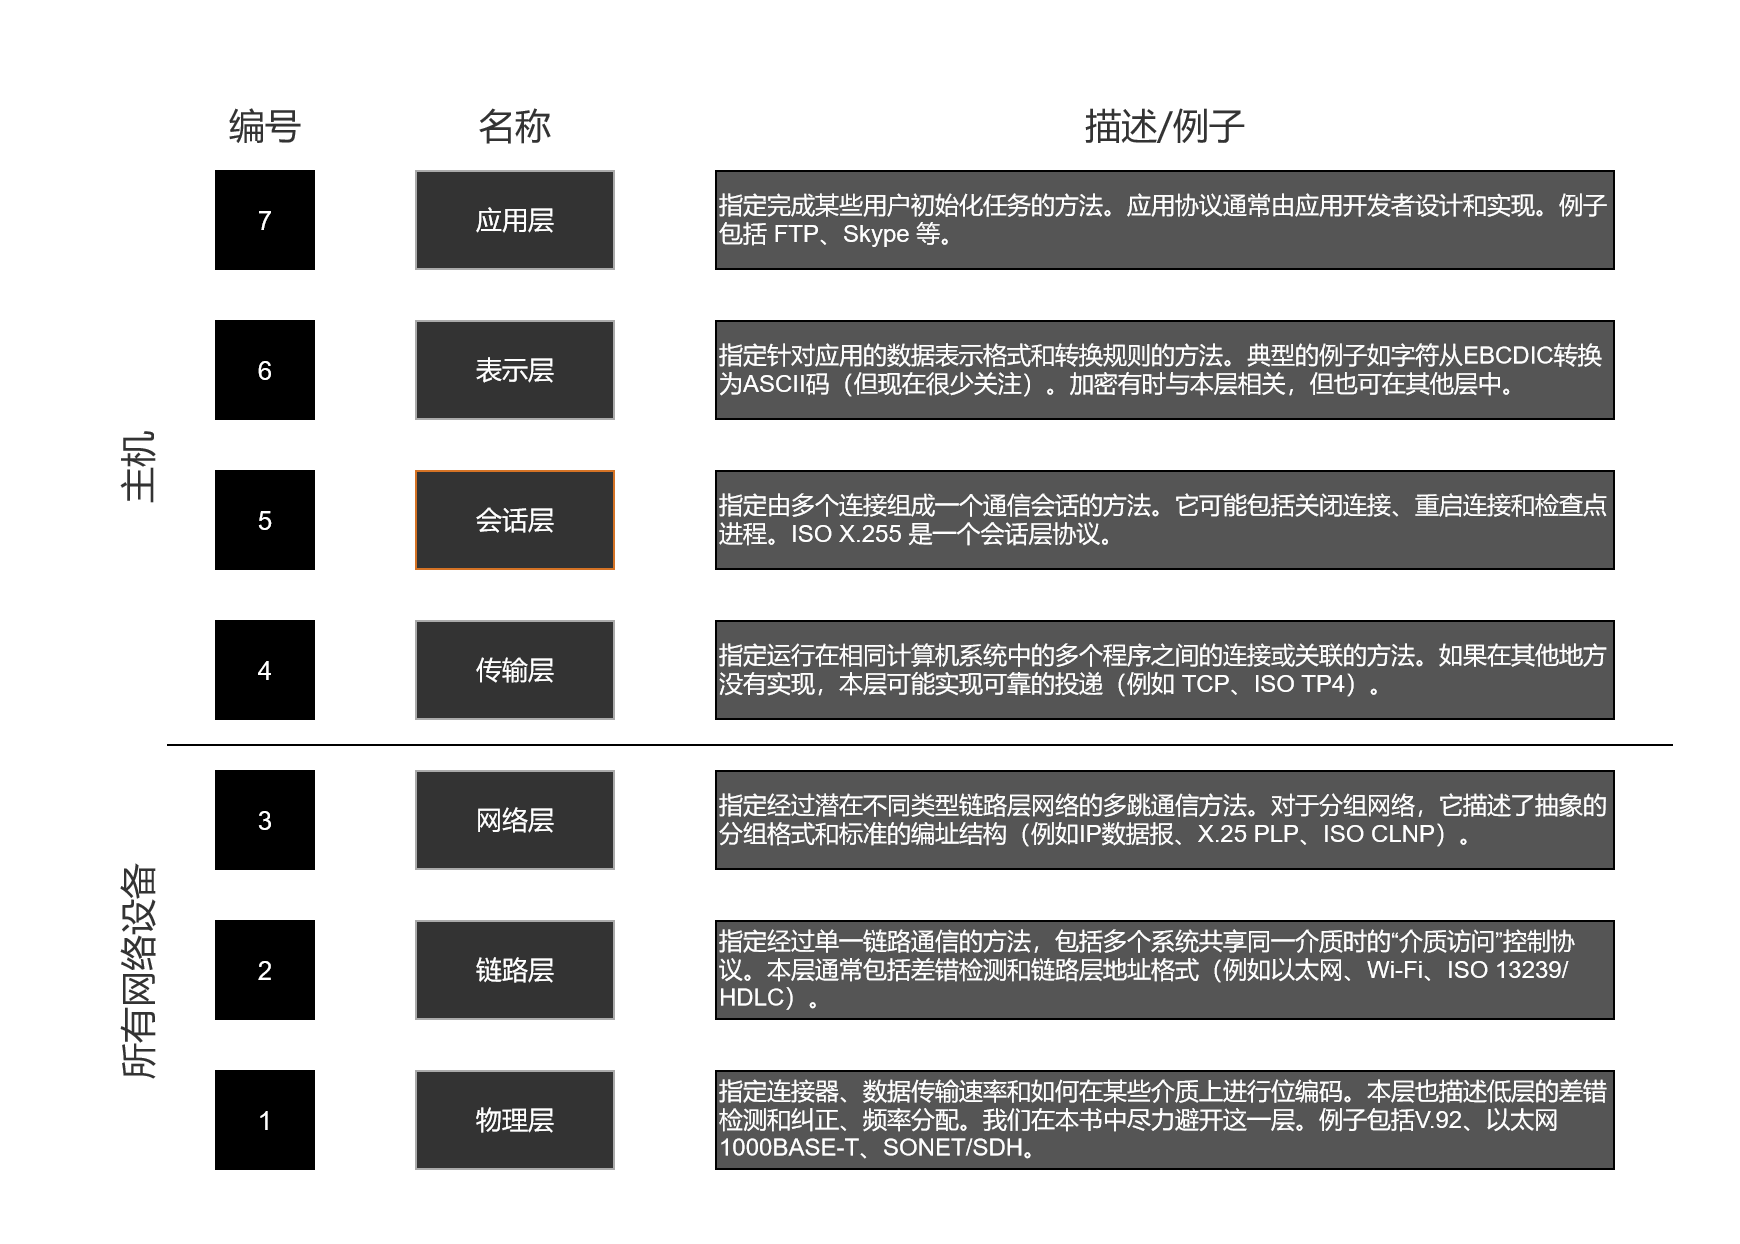 编号
名称
描述/例子
主机
7
应用层
指定完成某些用户初始化任务的方法。应用协议通常由应用开发者设计和实现。例子
包括 FTP、Skype 等。
6
表示层
指定针对应用的数据表示格式和转换规则的方法。典型的例子如字符从EBCDIC转换
为ASCII码（但现在很少关注）。加密有时与本层相关，但也可在其他层中。
5
会话层
指定由多个连接组成一个通信会话的方法。它可能包括关闭连接、重启连接和检查点
进程。ISO X.255 是一个会话层协议。
4
传输层
指定运行在相同计算机系统中的多个程序之间的连接或关联的方法。如果在其他地方
没有实现，本层可能实现可靠的投递（例如 TCP、ISO TP4）。
所有网络设备
3
网络层
指定经过潜在不同类型链路层网络的多跳通信方法。对于分组网络，它描述了抽象的
分组格式和标准的编址结构（例如IP数据报、X.25 PLP、ISO CLNP）。
2
链路层
指定经过单一链路通信的方法，包括多个系统共享同一介质时的“介质访问”控制协
议。本层通常包括差错检测和链路层地址格式（例如以太网、Wi-Fi、ISO 13239/
HDLC）。
1
物理层
指定连接器、数据传输速率和如何在某些介质上进行位编码。本层也描述低层的差错
检测和纠正、频率分配。我们在本书中尽力避开这一层。例子包括V.92、以太网
1000BASE-T、SONET/SDH。